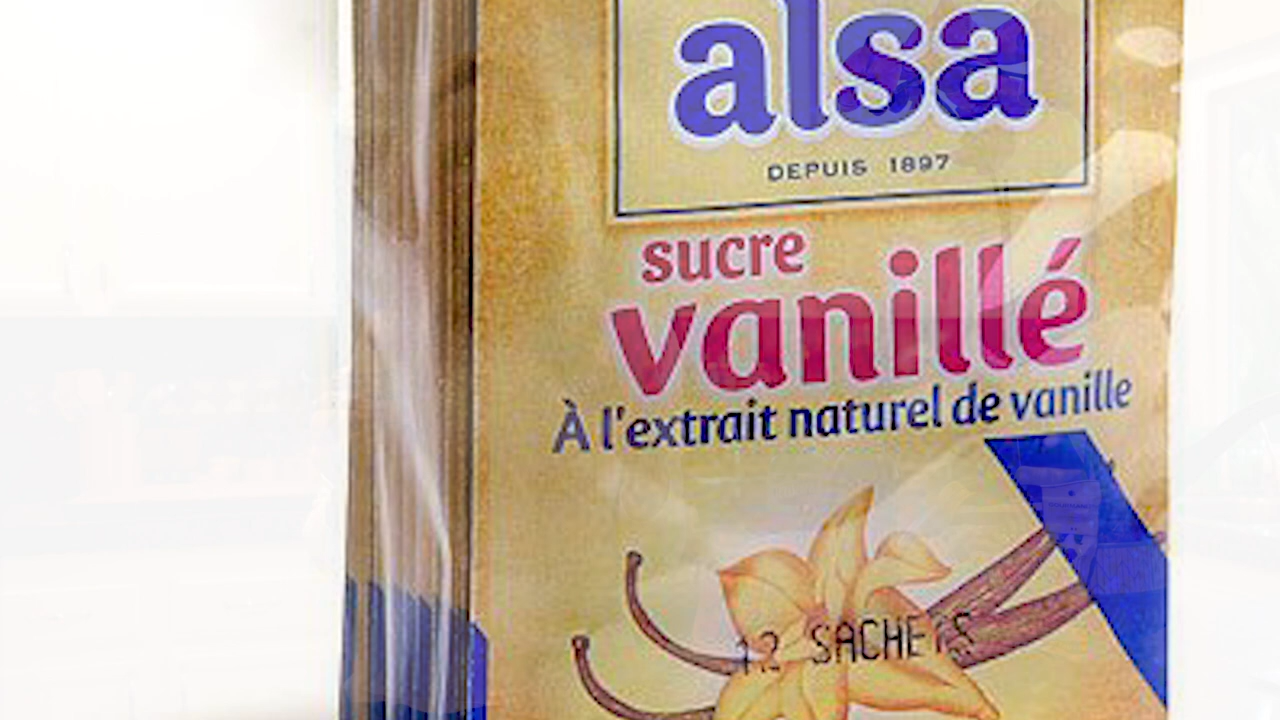 alsa
DEPUIS 1897
sucre
vanillé
À l'extrait naturel de vanille
12 SACHETS